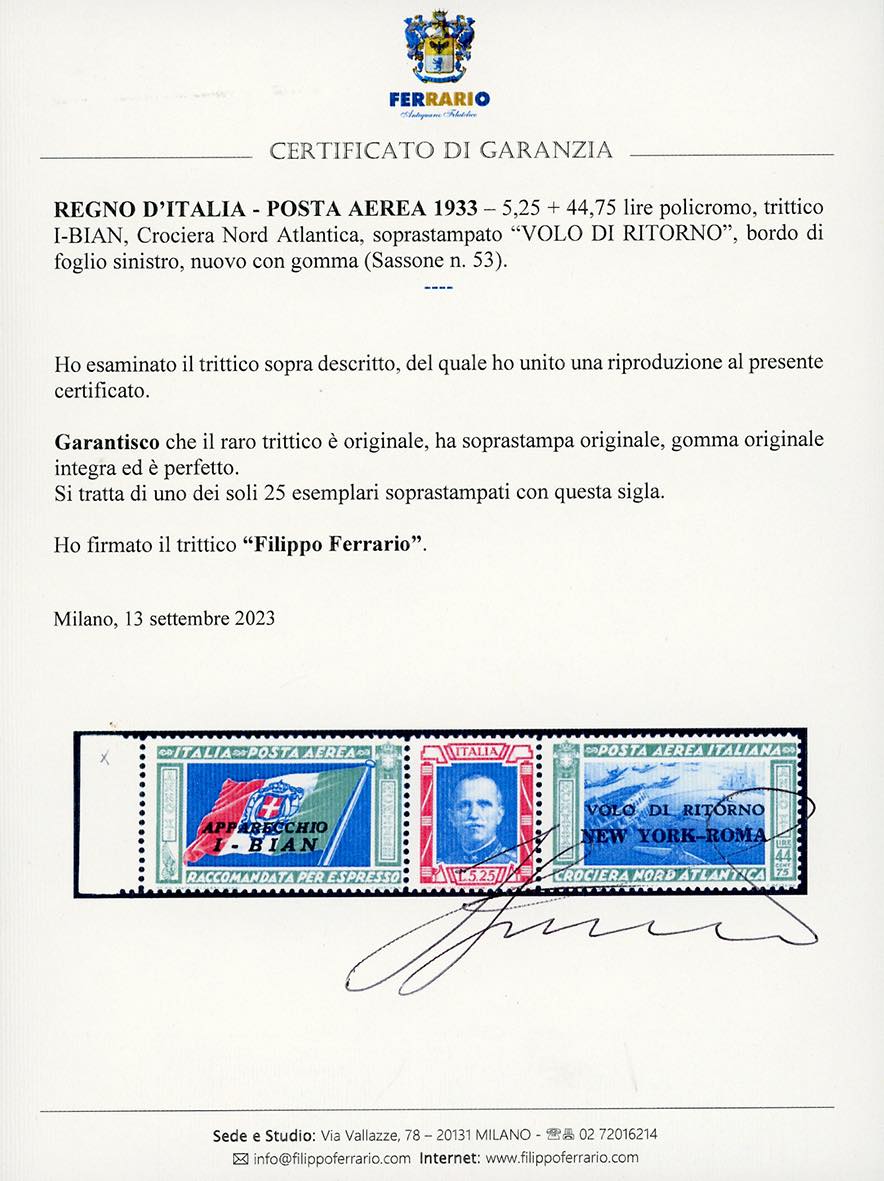 FERRARIO
Antiquario Filatelico
CERTIFICATO DI GARANZIA
REGNO D’ITALIA - POSTA AEREA 1933 – 5,25 + 44,75 lire policromo, trittico
I-BIAN, Crociera Nord Atlantica, soprastampato “VOLO DI RITORNO”, bordo di
foglio sinistro, nuovo con gomma (Sassone n. 53).
----
Ho esaminato il trittico sopra descritto, del quale ho unito una riproduzione al presente
certificato.
Garantisco che il raro trittico è originale, ha soprastampa originale, gomma originale
integra ed è perfetto.
Si tratta di uno dei soli 25 esemplari soprastampati con questa sigla.
Ho firmato il trittico “Filippo Ferrario”.
Milano, 13 settembre 2023
x
ITALIA POSTA AEREA
APPARECCHIO
I - BIAN
RACCOMANDATA PER ESPRESSO
ITALIA
L. 5.25
POSTA AEREA ITALIANA
VOLO DI RITORNO
NEW YORK-ROMA
LIRE
44
CENT
75
CROCIERA NORD ATLANTICA
Sede e Studio: Via Vallazze, 78 – 20131 MILANO - ☏ 02 72016214
✉ info@filippoferrario.com Internet: www.filippoferrario.com